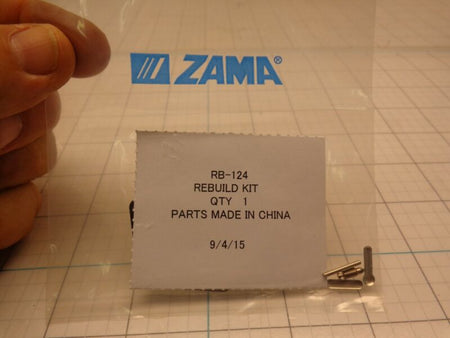 ZAMA®
RB-124
REBUILD KIT
QTY 1
PARTS MADE IN CHINA
9/4/15